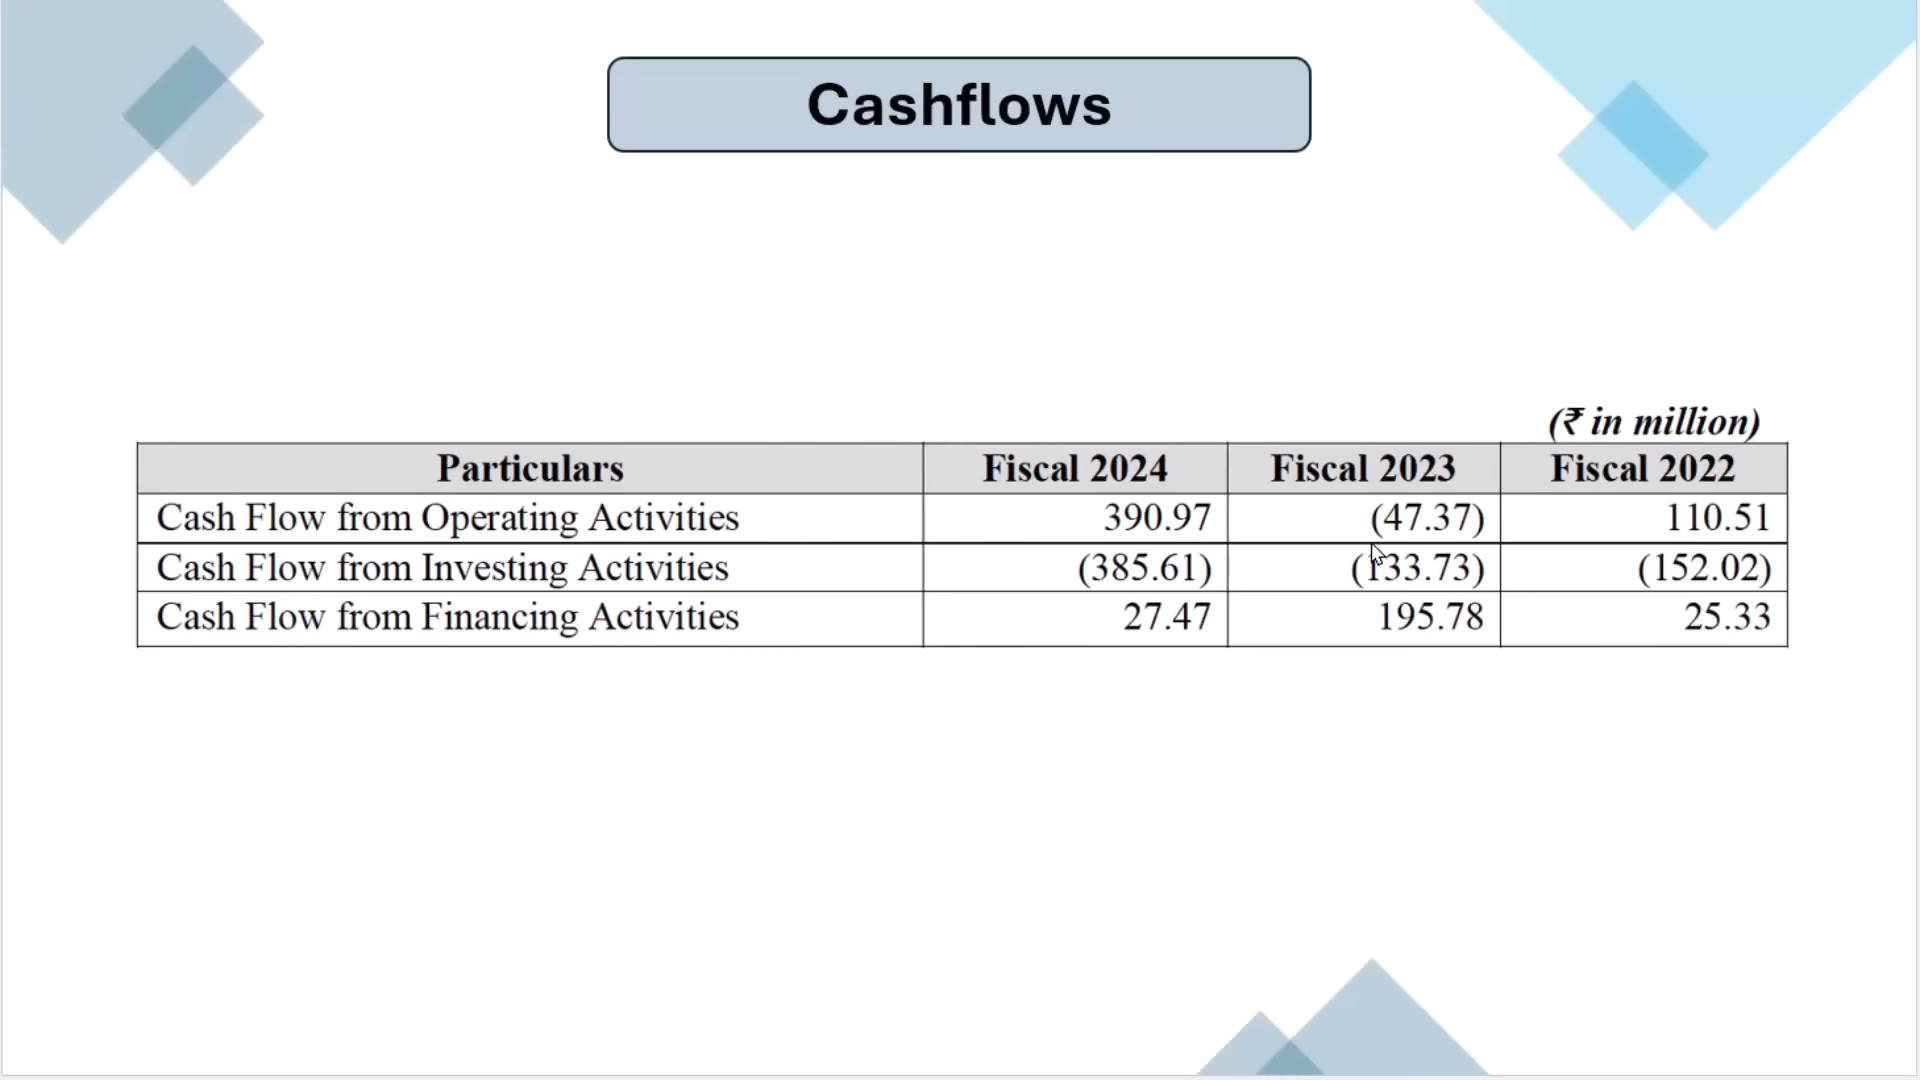 Cashflows
(₹ in million)
Particulars Fiscal 2024 Fiscal 2023 Fiscal 2022
Cash Flow from Operating Activities 390.97 (47.37) 110.51
Cash Flow from Investing Activities (385.61) (133.73) (152.02)
Cash Flow from Financing Activities 27.47 195.78 25.33